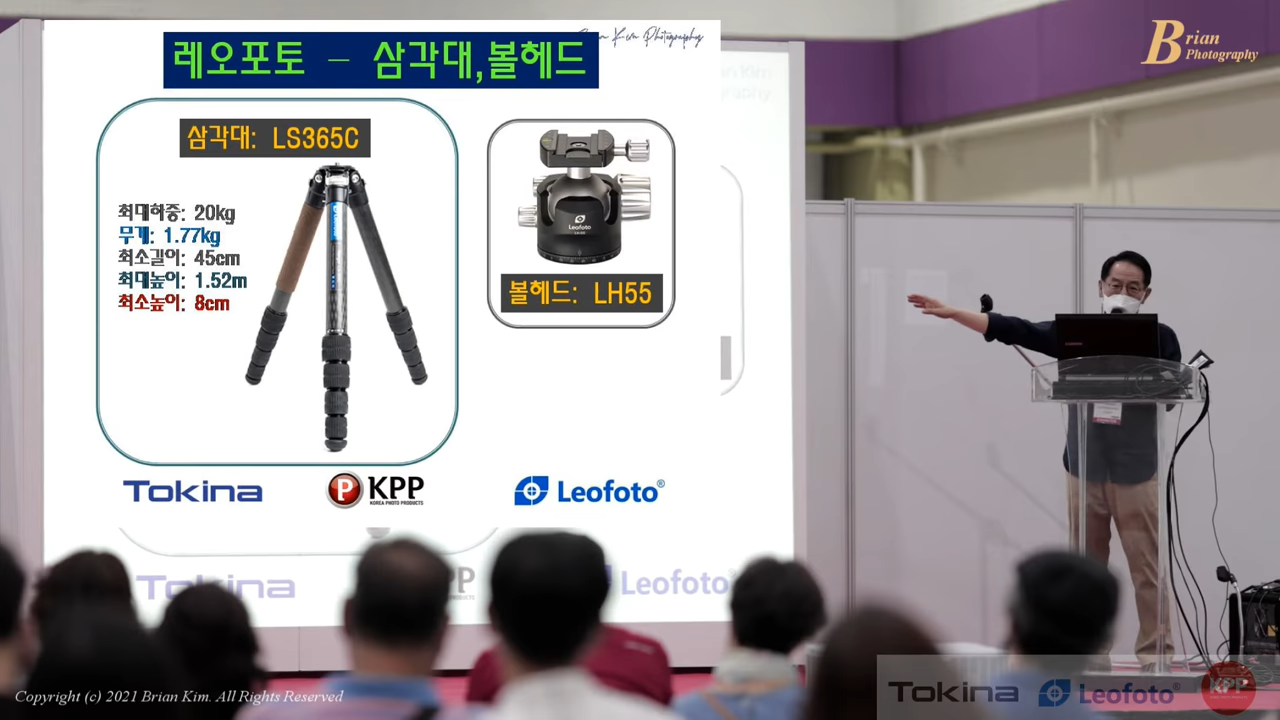 Brian Kim Photography
Brian
Photography
레오포토 – 삼각대,볼헤드
삼각대: LS365C
최대하중: 20kg
무게: 1.77kg
최소길이: 45cm
최대높이: 1.52m
최소높이: 8cm
Leofoto
볼헤드: LH55
Tokina
KPP
KOREA PHOTO PRODUCTS
Leofoto®
Tokina
Leofoto
Copyright (c) 2021 Brian Kim. All Rights Reserved
Tokina
Leofoto®
KPP